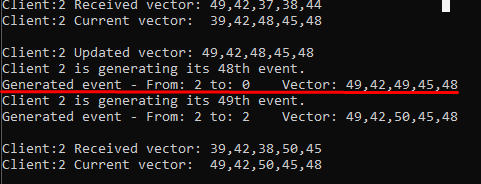 Client:2 Received vector: 49,42,37,38,44
Client:2 Current vector:  39,42,48,45,48

Client:2 Updated vector: 49,42,48,45,48
Client 2 is generating its 48th event.
Generated event - From: 2 to: 0    Vector: 49,42,49,45,48
Client 2 is generating its 49th event.
Generated event - From: 2 to: 2    Vector: 49,42,50,45,48

Client:2 Received vector: 39,42,38,50,45
Client:2 Current vector:  49,42,50,45,48